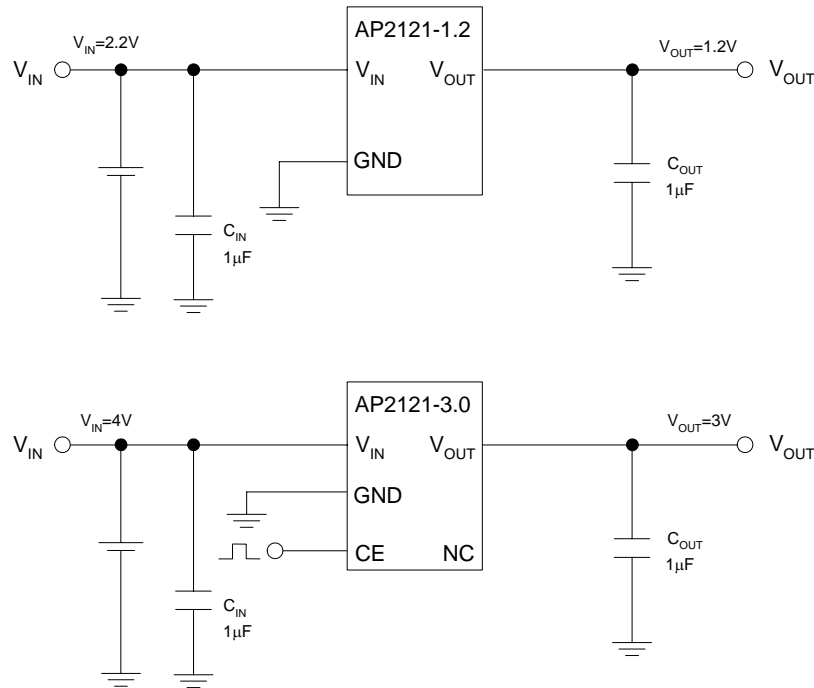 AP2121-1.2
V_IN=2.2V
V_OUT=1.2V
V_IN
V_IN
V_OUT
V_OUT
GND
C_OUT
1μF
C_IN
1μF
AP2121-3.0
V_IN=4V
V_OUT=3V
V_IN
V_IN
V_OUT
V_OUT
GND
CE
NC
C_OUT
1μF
C_IN
1μF